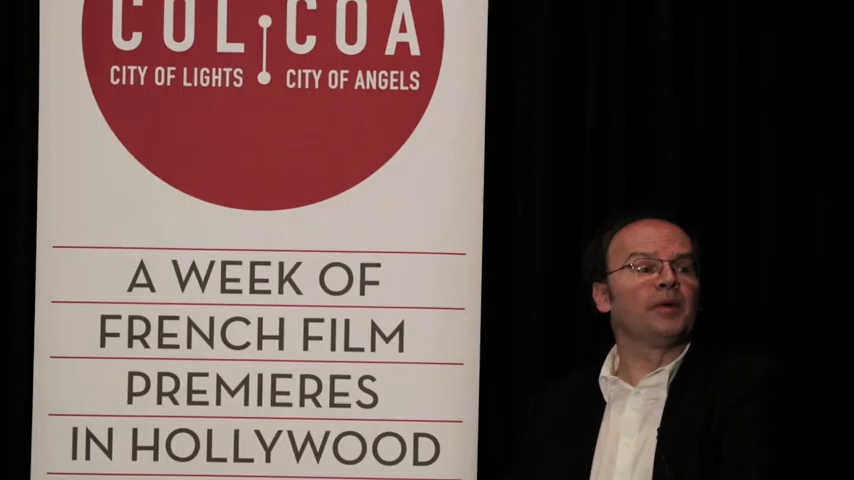 COL COA
CITY OF LIGHTS CITY OF ANGELS
A WEEK OF
FRENCH FILM
PREMIERES
IN HOLLYWOOD